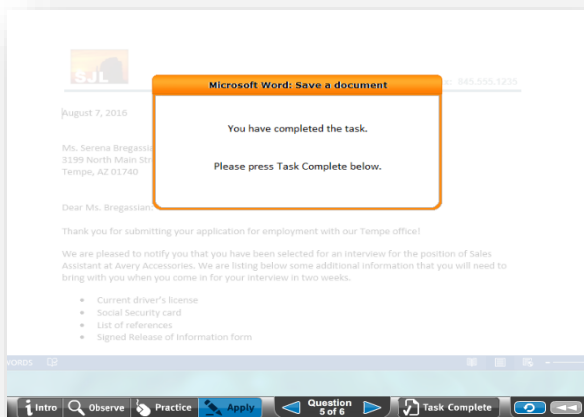 SJL
845.555.1235
Microsoft Word: Save a document
August 7, 2016
You have completed the task.
Ms. Serena Bregassia
3199 North Main Str
Please press Task Complete below.
Tempe, AZ 01740
Dear Ms. Bregassian:
Thank you for submitting your application for employment with our Tempe office!
We are pleased to notify you that you have been selected for an interview for the position of Sales
Assistant at Avery Accessories. We are listing below some additional information that you will need to
bring with you when you come in for your interview in two weeks.
• Current driver's license
• Social Security card
• List of references
• Signed Release of Information form
WORDS
Intro Observe Practice Apply Question Task Complete
5 of 6